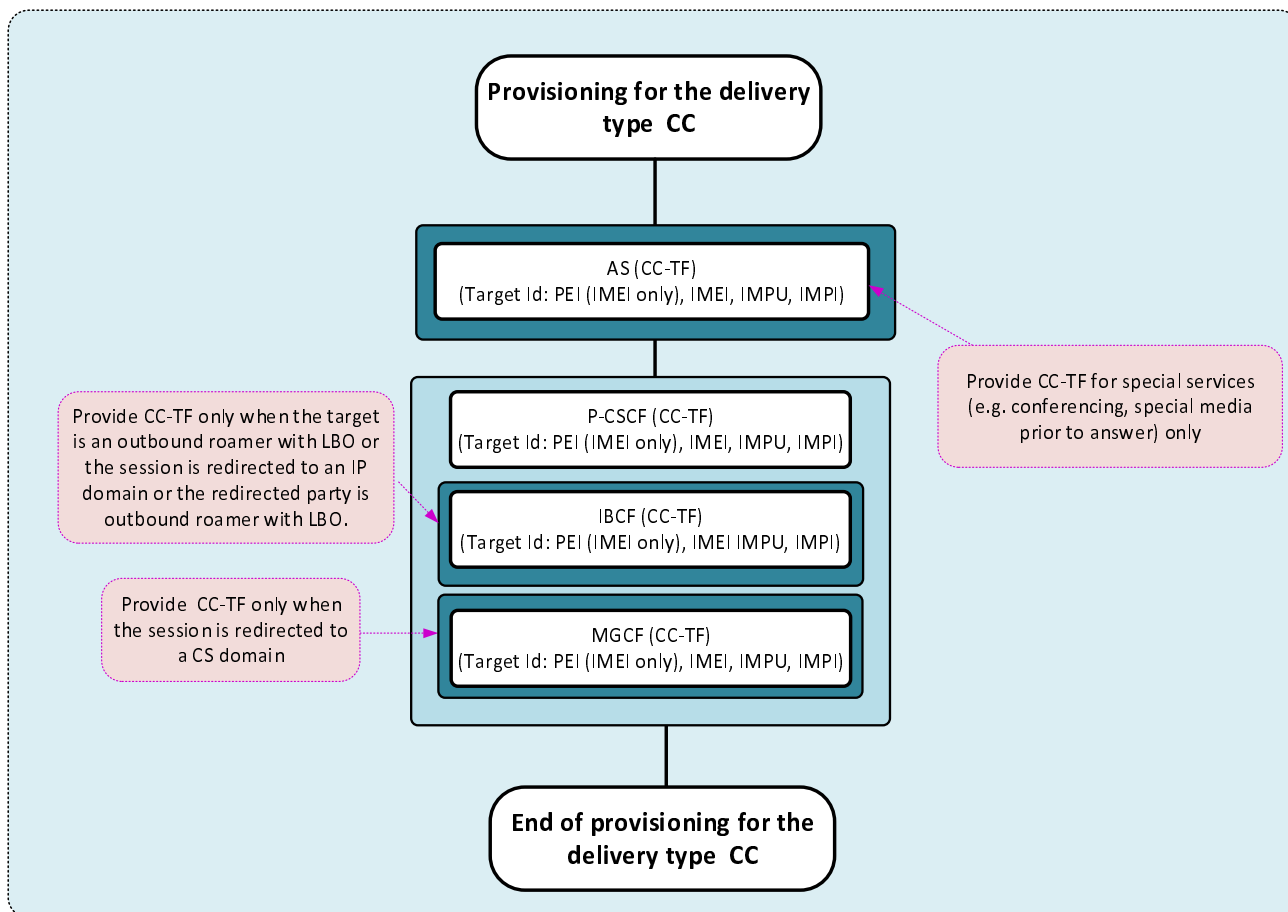 Provisioning for the delivery
type CC
AS (CC-TF)
(Target Id: PEI (IMEI only), IMEI, IMPU, IMPI)
Provide CC-TF for special services
(e.g. conferencing, special media
prior to answer) only
P-CSCF (CC-TF)
(Target Id: PEI (IMEI only), IMEI, IMPU, IMPI)
Provide CC-TF only when the target
is an outbound roamer with LBO or
the session is redirected to an IP
domain or the redirected party is
outbound roamer with LBO.
IBCF (CC-TF)
(Target Id: PEI (IMEI only), IMEI IMPU, IMPI)
Provide CC-TF only when
the session is redirected to
a CS domain
MGCF (CC-TF)
(Target Id: PEI (IMEI only), IMEI, IMPU, IMPI)
End of provisioning for the
delivery type CC